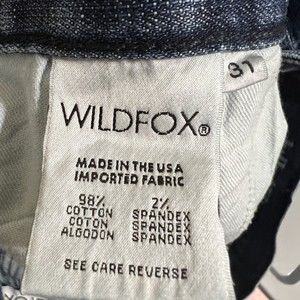 31
WILDFOX®
MADE IN THE USA
IMPORTED FABRIC
98% 2%
COTTON SPANDEX
COTON SPANDEX
ALGODON SPANDEX
SEE CARE REVERSE